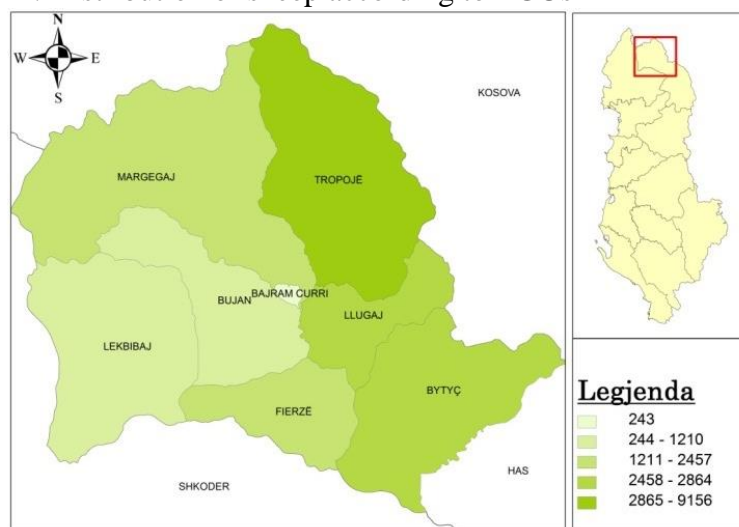 N
W E
S
KOSOVA
MARGEGAJ
TROPOJË
BAJRAM CURRI
BUJAN
LLUGAJ
LEKBIBAJ
BYTYÇ
FIERZË
HAS
SHKODER
Legjenda
243
244 - 1210
1211 - 2457
2458 - 2864
2865 - 9156